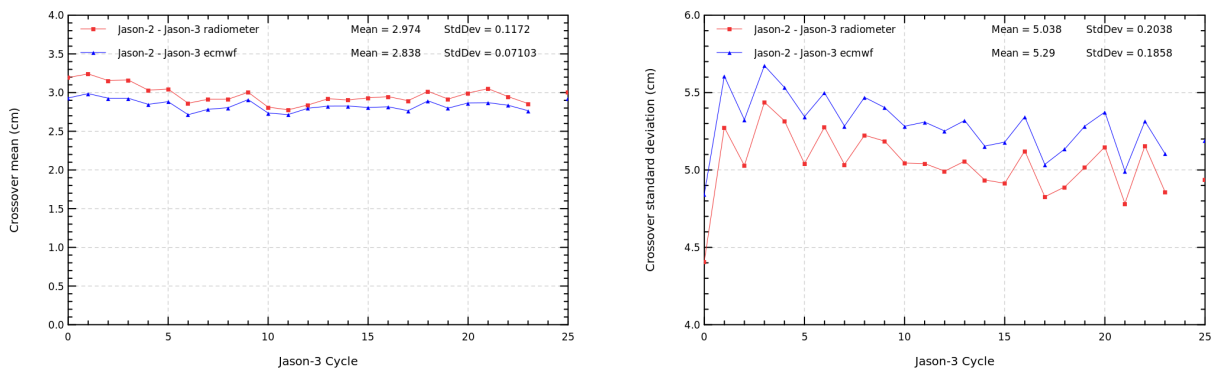 4.0
Jason-2 - Jason-3 radiometer Mean = 2.974 StdDev = 0.1172
Jason-2 - Jason-3 ecmwf Mean = 2.838 StdDev = 0.07103
3.5
3.0
2.5
2.0
1.5
1.0
0.5
0.0
Crossover mean (cm)
0 5 10 15 20 25
Jason-3 Cycle
6.0
Jason-2 - Jason-3 radiometer Mean = 5.038 StdDev = 0.2038
Jason-2 - Jason-3 ecmwf Mean = 5.29 StdDev = 0.1858
5.5
5.0
4.5
4.0
Crossover standard deviation (cm)
0 5 10 15 20 25
Jason-3 Cycle